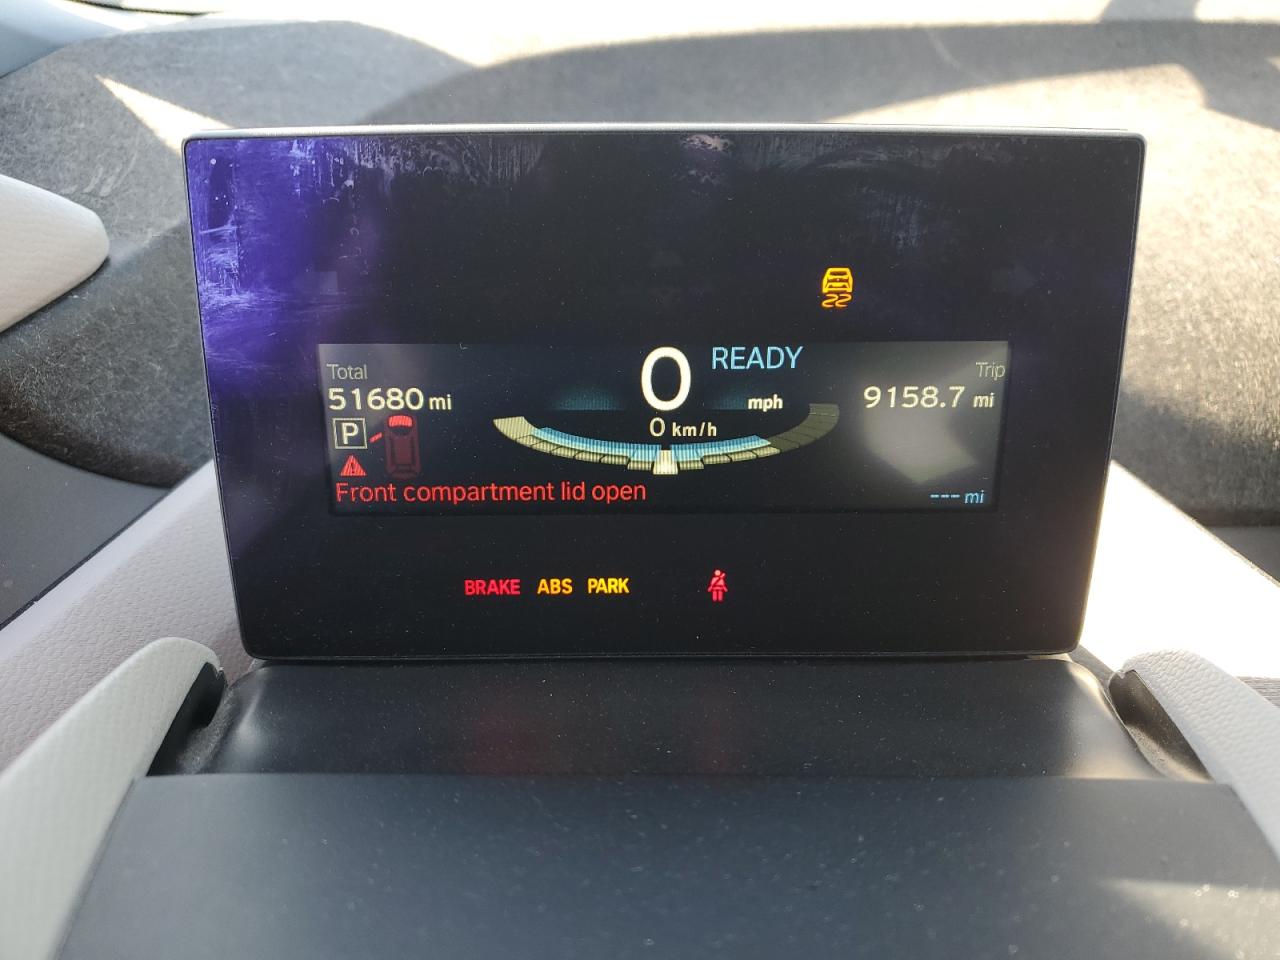 READY
Total
51680 mi
0
mph
0 km/h
Trip
9158.7 mi
P
Front compartment lid open
--- mi
BRAKE ABS PARK